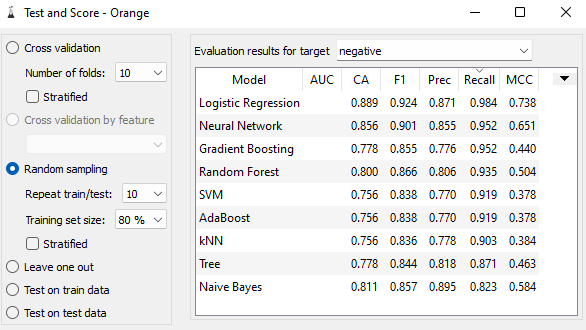 Test and Score - Orange
Cross validation
Number of folds: 10
Stratified
Cross validation by feature
Random sampling
Repeat train/test: 10
Training set size: 80 %
Stratified
Leave one out
Test on train data
Test on test data
Evaluation results for target negative
Model AUC CA F1 Prec Recall MCC
Logistic Regression 0.889 0.924 0.871 0.984 0.738
Neural Network 0.856 0.901 0.855 0.952 0.651
Gradient Boosting 0.778 0.855 0.776 0.952 0.440
Random Forest 0.800 0.866 0.806 0.935 0.504
SVM 0.756 0.838 0.770 0.919 0.378
AdaBoost 0.756 0.838 0.770 0.919 0.378
kNN 0.756 0.836 0.778 0.903 0.384
Tree 0.778 0.844 0.818 0.871 0.463
Naive Bayes 0.811 0.857 0.895 0.823 0.584